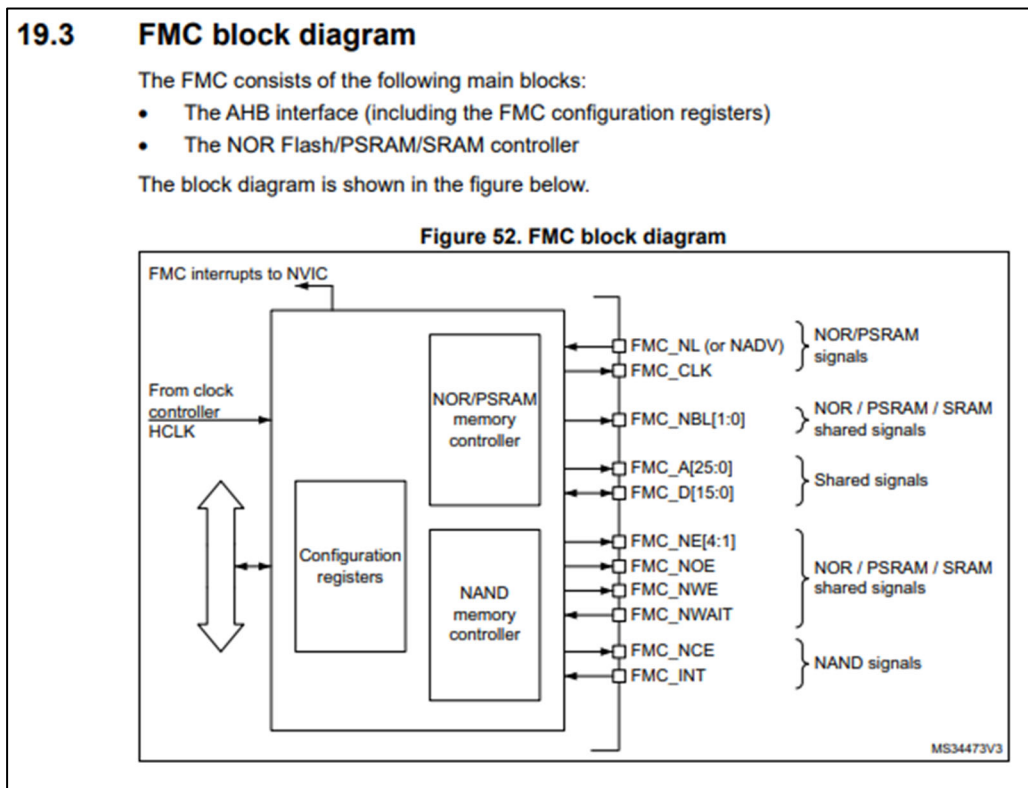 19.3 FMC block diagram
The FMC consists of the following main blocks:
• The AHB interface (including the FMC configuration registers)
• The NOR Flash/PSRAM/SRAM controller
The block diagram is shown in the figure below.
Figure 52. FMC block diagram
FMC interrupts to NVIC
From clock
controller
HCLK
Configuration
registers
NOR/PSRAM
memory
controller
NAND
memory
controller
FMC_NL (or NADV)
FMC_CLK
NOR/PSRAM
signals
FMC_NBL[1:0]
NOR / PSRAM / SRAM
shared signals
FMC_A[25:0]
FMC_D[15:0]
Shared signals
FMC_NE[4:1]
FMC_NOE
FMC_NWE
FMC_NWAIT
NOR / PSRAM / SRAM
shared signals
FMC_NCE
FMC_INT
NAND signals
MS34473V3